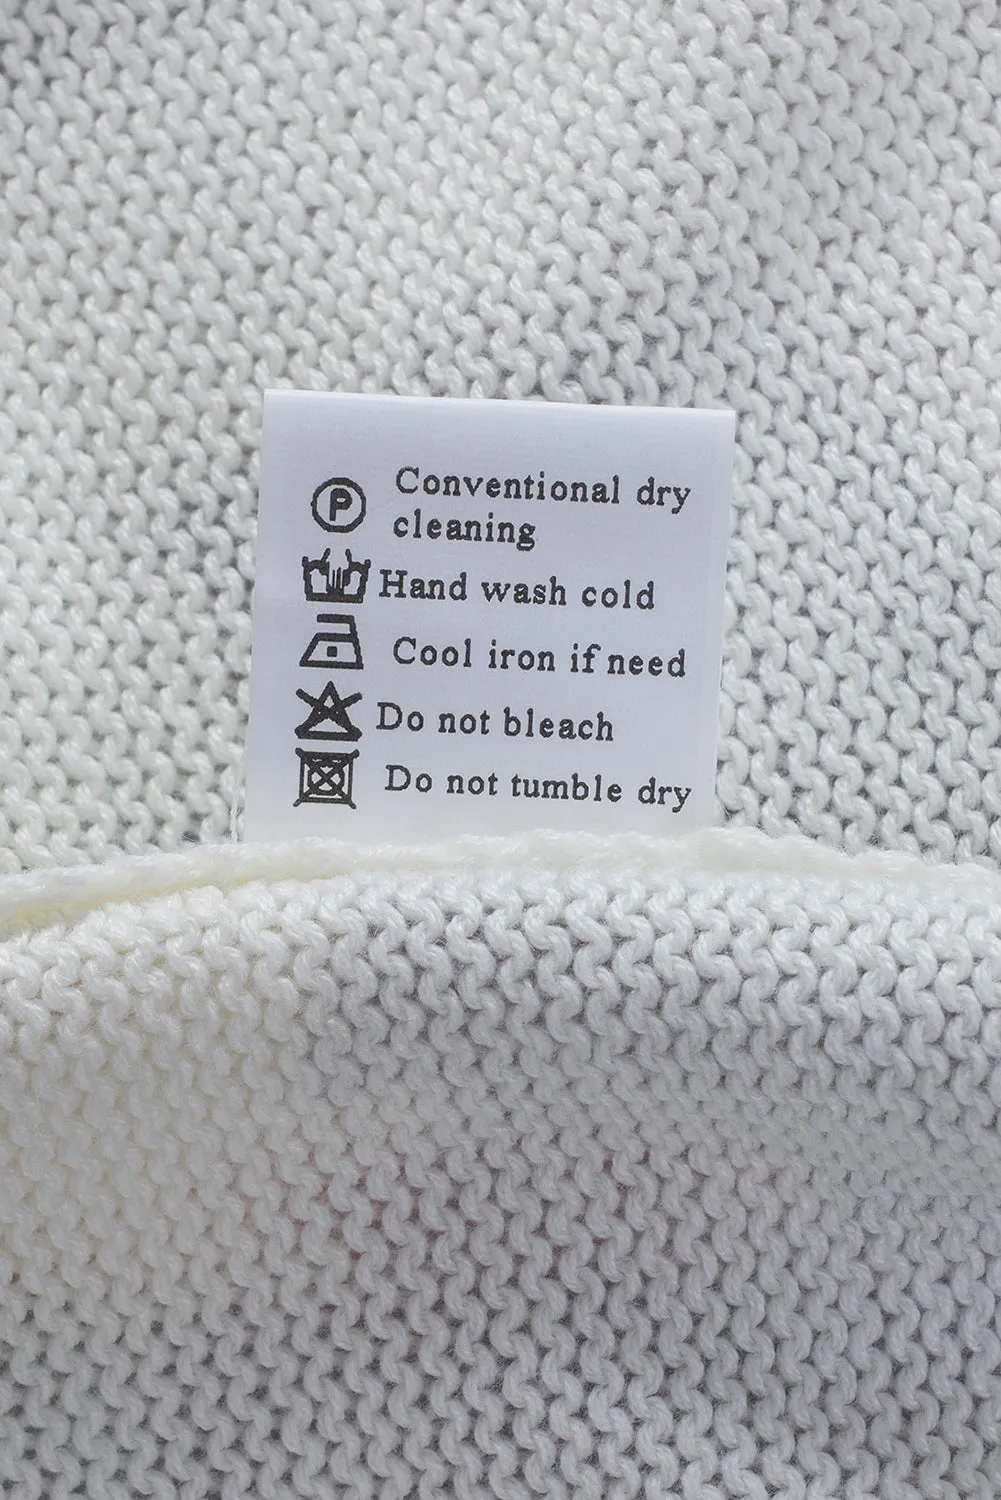 P
Conventional dry
cleaning
Hand wash cold
Cool iron if need
Do not bleach
Do not tumble dry